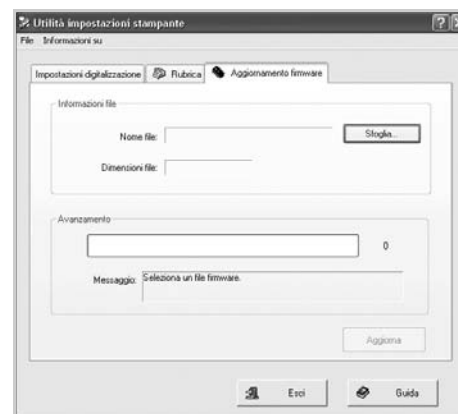 Utilità impostazioni stampante
File Informazioni su
Impostazioni digitalizzazione Rubrica Aggiornamento firmware
Informazioni file
Nome file: Sfoglia...
Dimensioni file:
Avanzamento
0
Messaggio: Seleziona un file firmware.
Aggiorna
Esci Guida